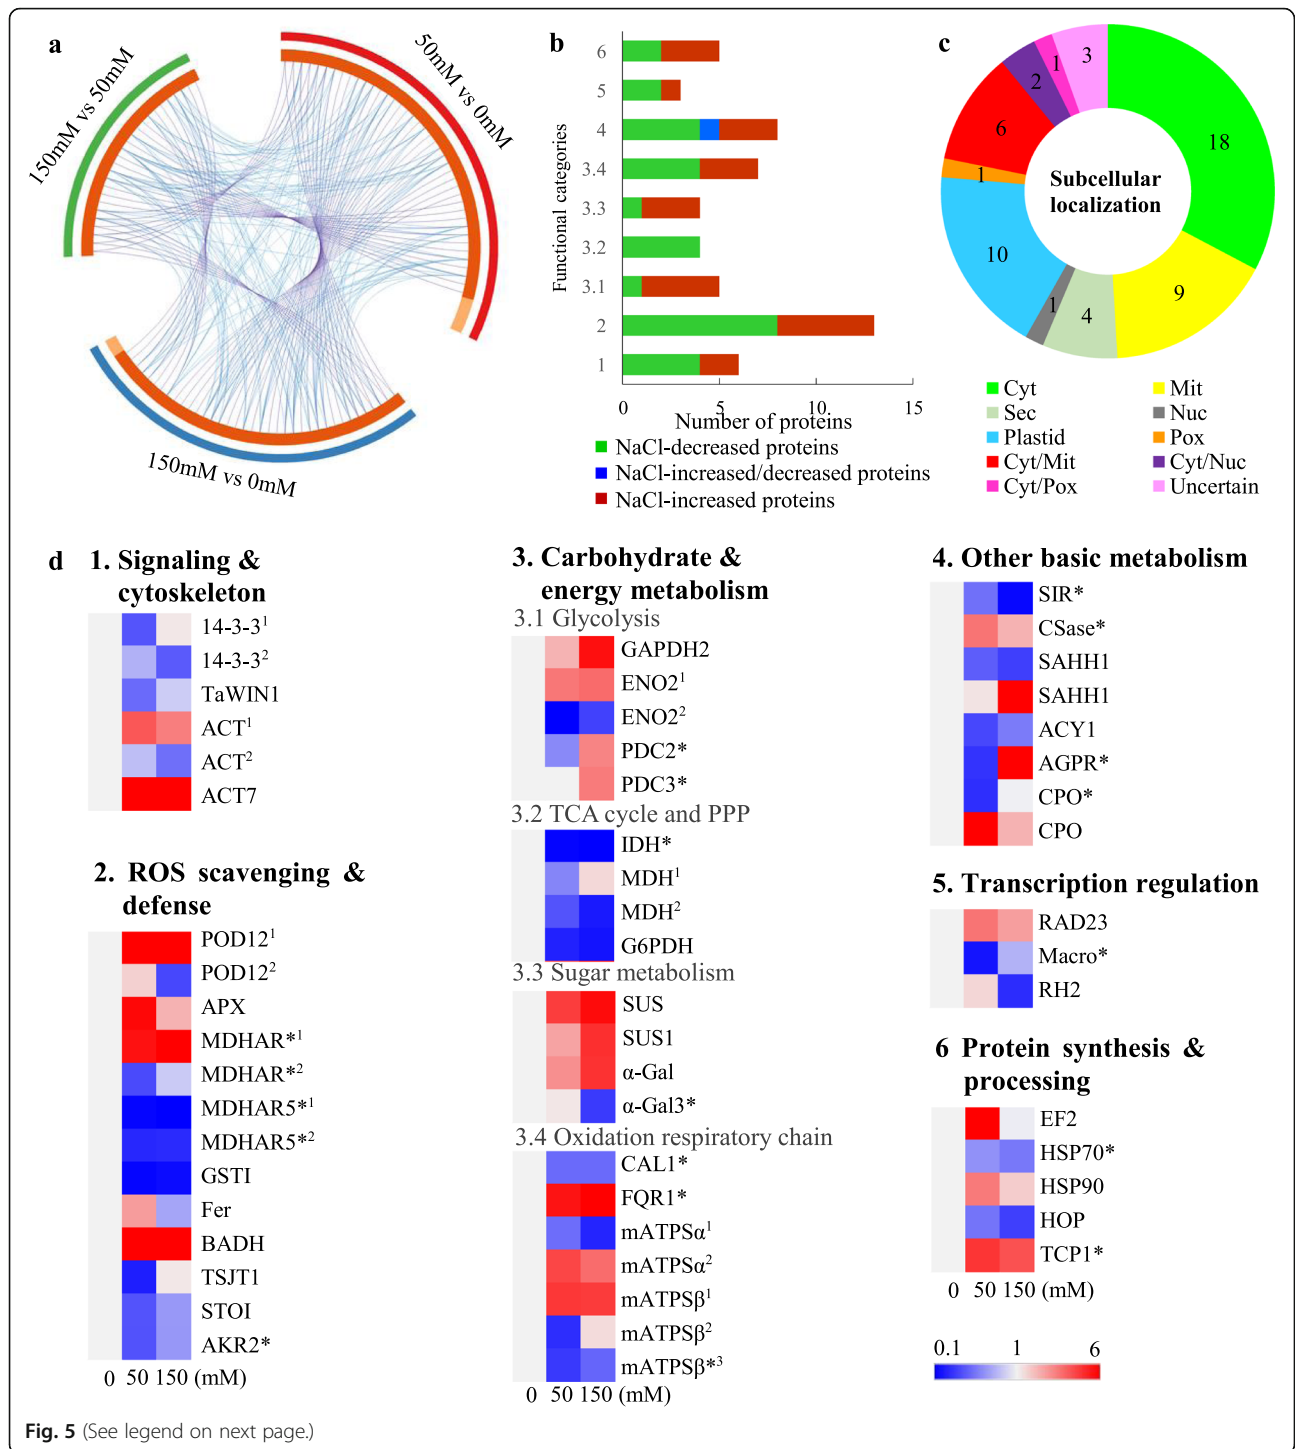 a
150mM vs 50mM
50mM vs 0mM
150mM vs 0mM
b
Functional categories
6
5
4
3.4
3.3
3.2
3.1
2
1
0
5
10
15
Number of proteins
NaCl-decreased proteins
NaCl-increased/decreased proteins
NaCl-increased proteins
c
Subcellular
localization
18
9
4
1
10
1
6
2
1
3
Cyt
Mit
Sec
Nuc
Plastid
Pox
Cyt/Mit
Cyt/Nuc
Cyt/Pox
Uncertain
d
1. Signaling &
cytoskeleton
14-3-3¹
14-3-3²
TaWIN1
ACT¹
ACT²
ACT7
2. ROS scavenging &
defense
POD12¹
POD12²
APX
MDHAR*¹
MDHAR*²
MDHAR5*¹
MDHAR5*²
GSTI
Fer
BADH
TSJT1
STOI
AKR2*
0 50 150 (mM)
3. Carbohydrate &
energy metabolism
3.1 Glycolysis
GAPDH2
ENO2¹
ENO2²
PDC2*
PDC3*
3.2 TCA cycle and PPP
IDH*
MDH¹
MDH²
G6PDH
3.3 Sugar metabolism
SUS
SUS1
α-Gal
α-Gal3*
3.4 Oxidation respiratory chain
CAL1*
FQR1*
mATPSα¹
mATPSα²
mATPSβ¹
mATPSβ²
mATPSβ*³
0 50 150 (mM)
4. Other basic metabolism
SIR*
CSase*
SAHH1
SAHH1
ACY1
AGPR*
CPO*
CPO
5. Transcription regulation
RAD23
Macro*
RH2
6 Protein synthesis &
processing
EF2
HSP70*
HSP90
HOP
TCP1*
0 50 150 (mM)
0.1 1 6
Fig. 5 (See legend on next page.)